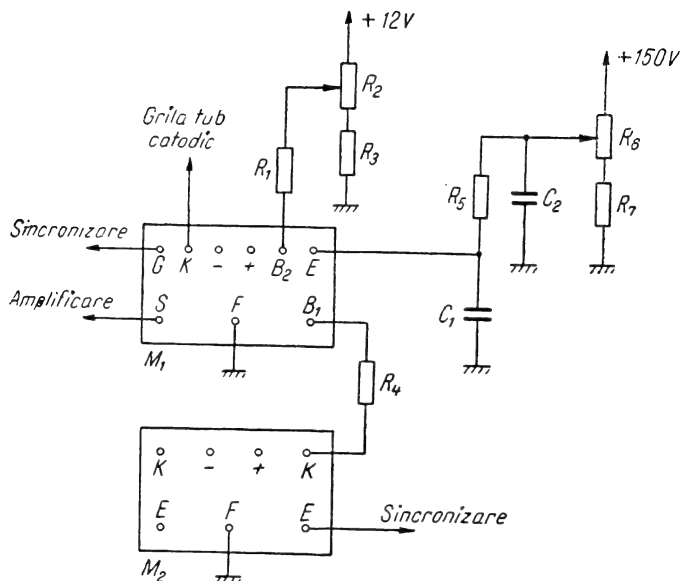 +12V
+150V
R₂
Grila tub
catodic
R₁
R₃
R₅
C₂
R₆
R₇
Sincronizare
G K - + B₂ E
Amplificare
S F B₁
C₁
M₁
R₄
K - + K
E F E
Sincronizare
M₂